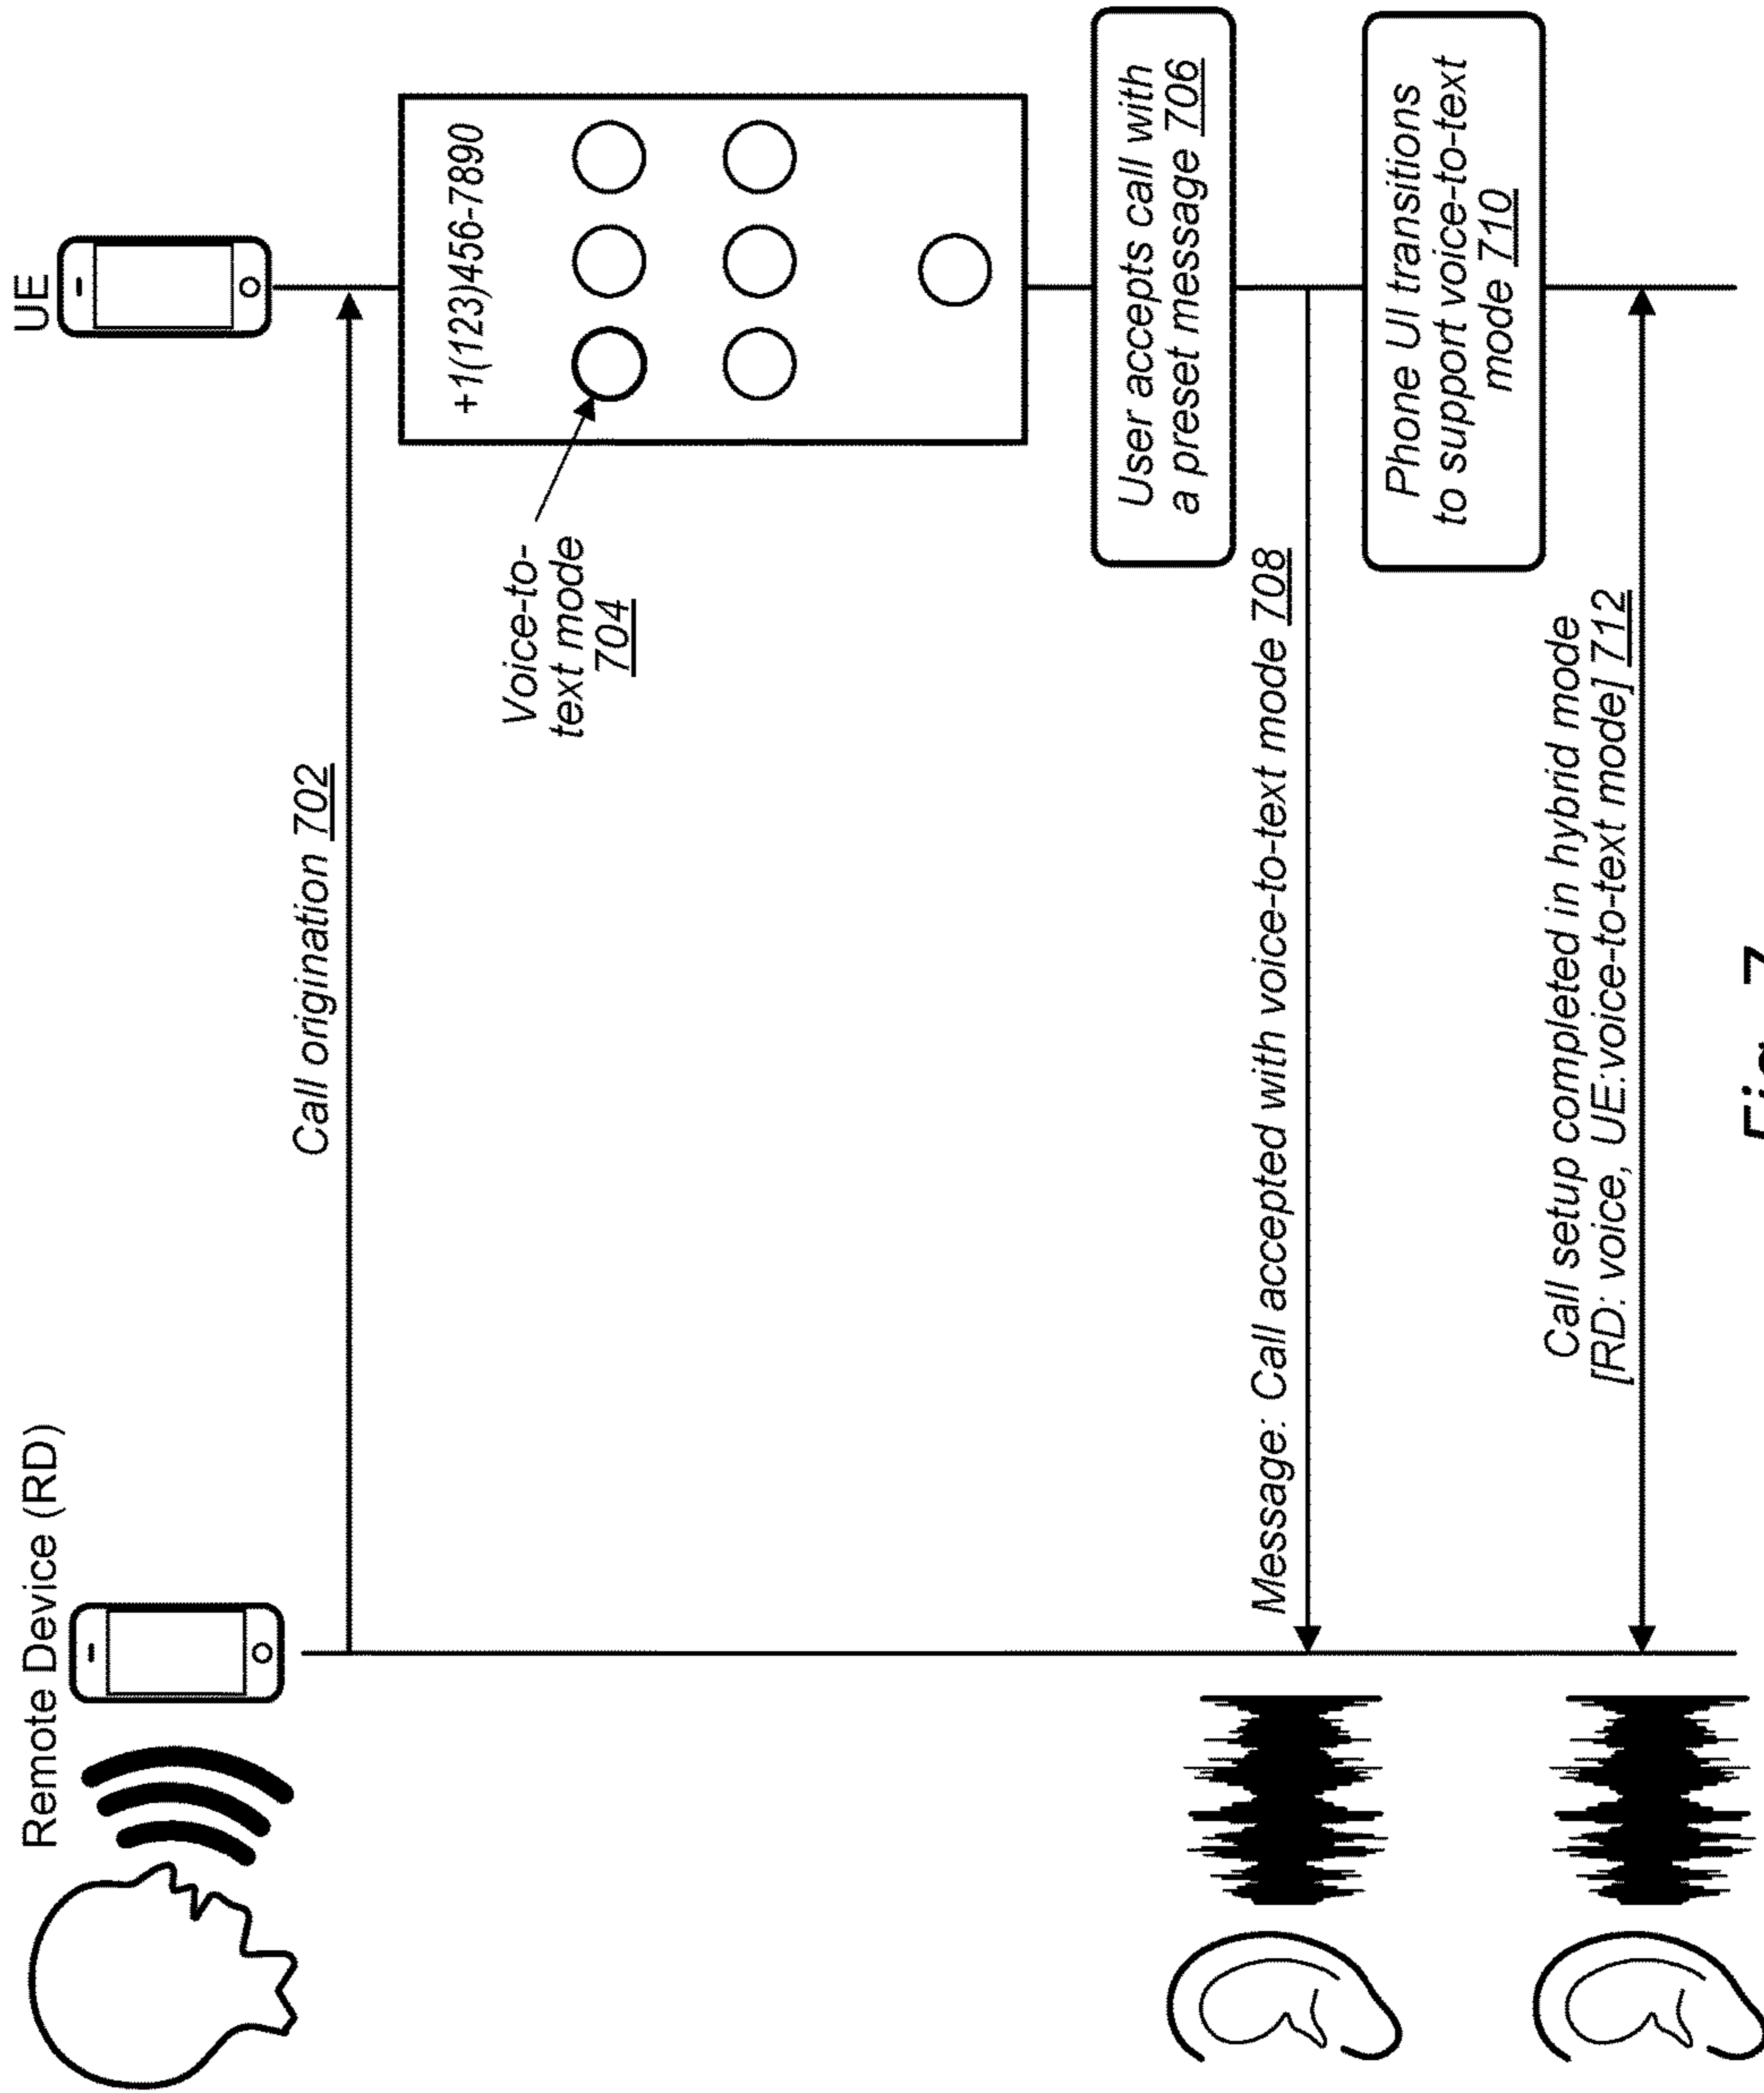 Remote Device (RD)
UE
Call origination 702
+1(123)456-7890
Voice-to-
text mode
704
User accepts call with
a preset message 706
Message: Call accepted with voice-to-text mode 708
Phone UI transitions
to support voice-to-text
mode 710
Call setup completed in hybrid mode
[RD: voice, UE:voice-to-text mode] 712
Fig. 7